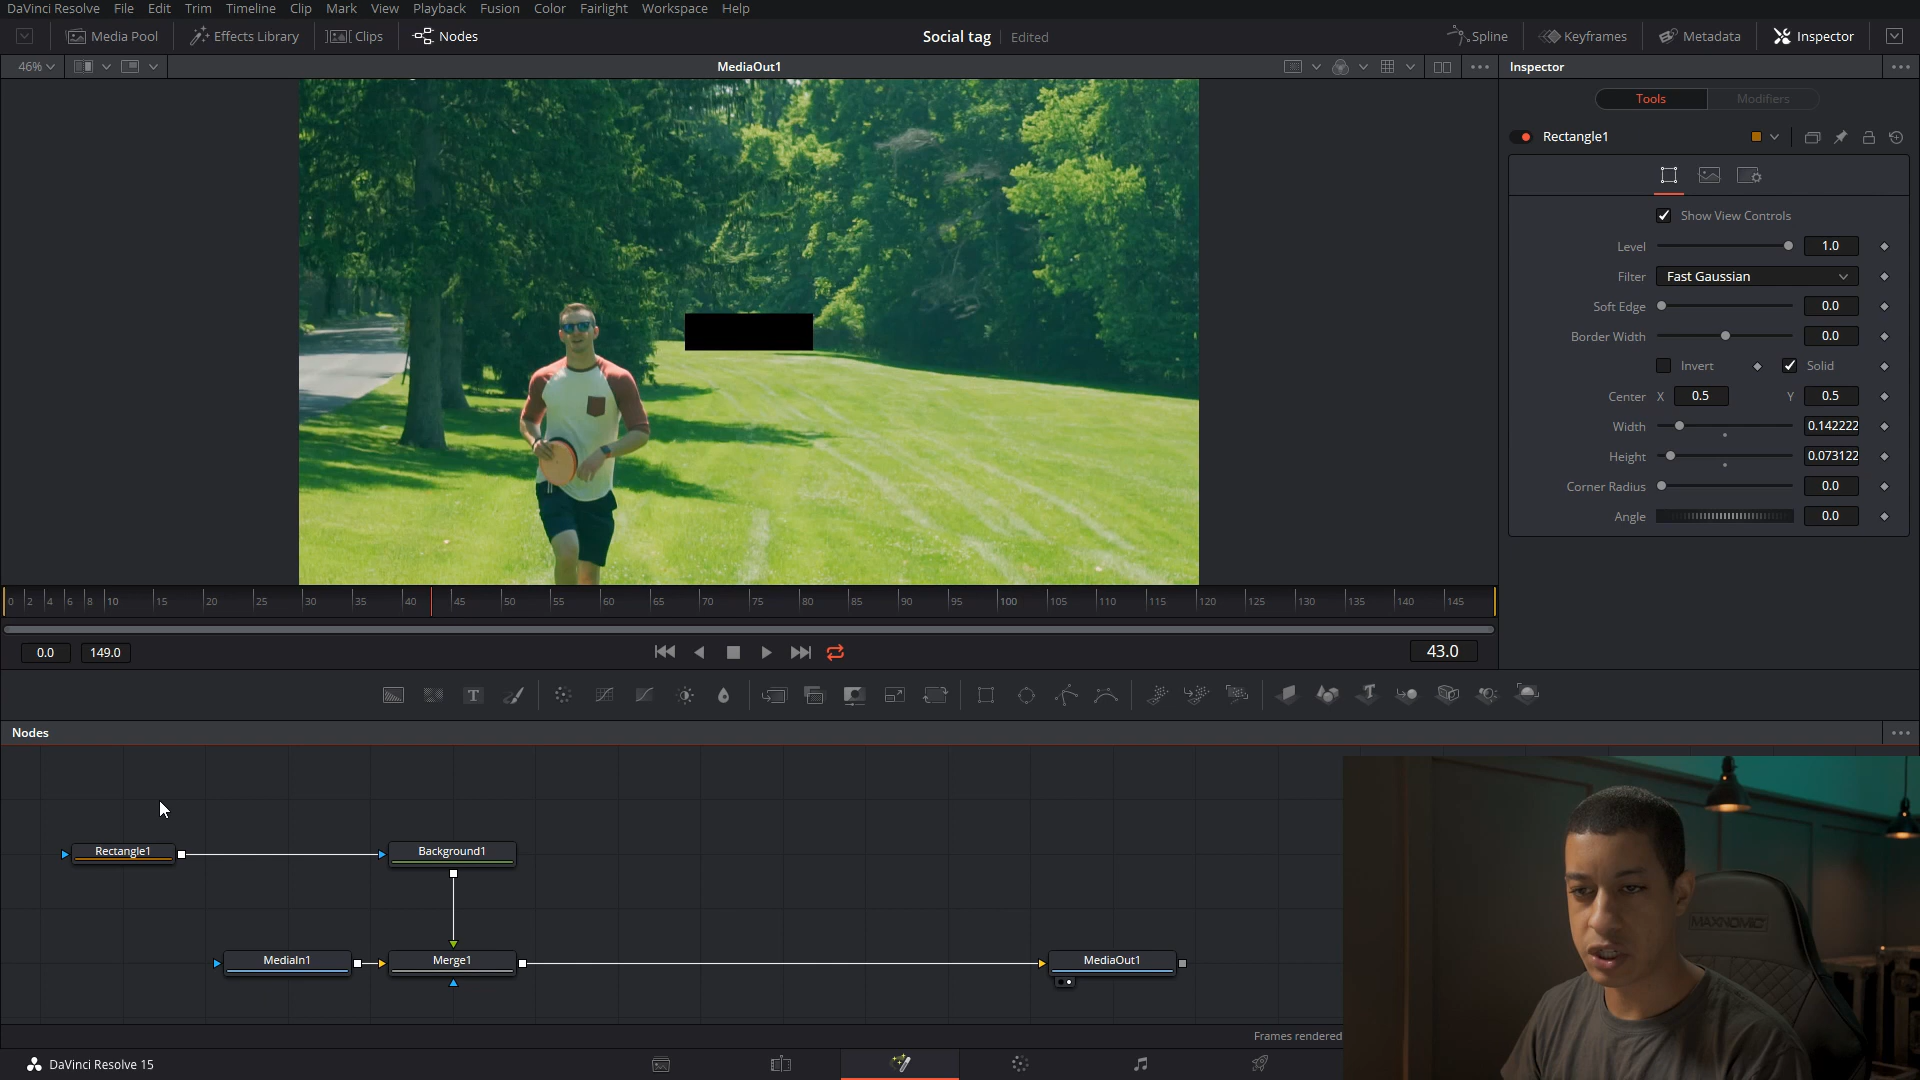 DaVinci Resolve File Edit Trim Timeline Clip Mark View Playback Fusion Color Fairlight Workspace Help
Media Pool Effects Library Clips Nodes Social tag Edited Spline Keyframes Metadata Inspector
46% MediaOut1 Inspector
Tools Modifiers
Rectangle1
Show View Controls
Level 1.0
Filter Fast Gaussian
Soft Edge 0.0
Border Width 0.0
Invert Solid
Center X 0.5 Y 0.5
Width 0.142222
Height 0.073122
Corner Radius 0.0
Angle 0.0
0 2 4 6 8 10 15 20 25 30 35 40 45 50 55 60 65 70 75 80 85 90 95 100 105 110 115 120 125 130 135 140 145
0.0 149.0 43.0
T T
Nodes
Rectangle1 Background1
MediaIn1 Merge1 MediaOut1
MAXNOMIC
Frames rendered
DaVinci Resolve 15